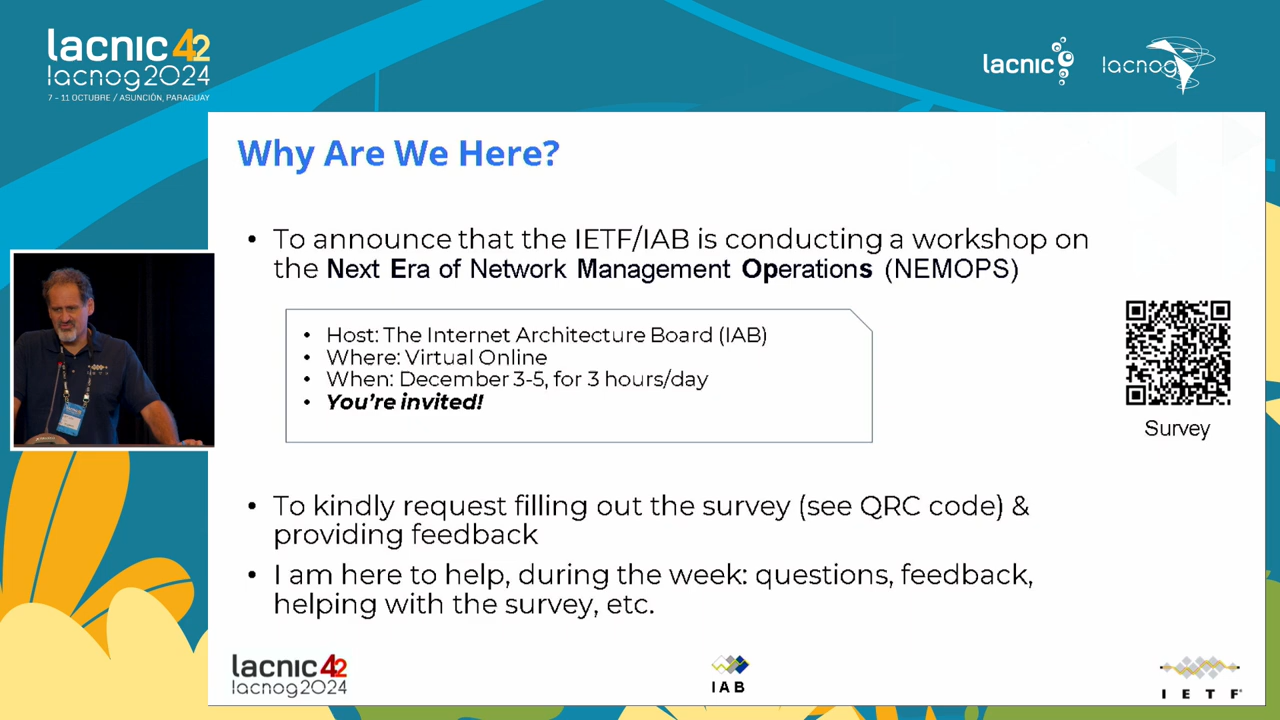 lacnic 42
lacnog2024
7 - 11 OCTUBRE / ASUNCIÓN, PARAGUAY
lacnic
lacnog
Why Are We Here?
• To announce that the IETF/IAB is conducting a workshop on
the Next Era of Network Management Operations (NEMOPS)
• Host: The Internet Architecture Board (IAB)
• Where: Virtual Online
• When: December 3-5, for 3 hours/day
• You're invited!
Survey
• To kindly request filling out the survey (see QRC code) &
providing feedback
• I am here to help, during the week: questions, feedback,
helping with the survey, etc.
lacnic 42
lacnog2024
IAB
IETF